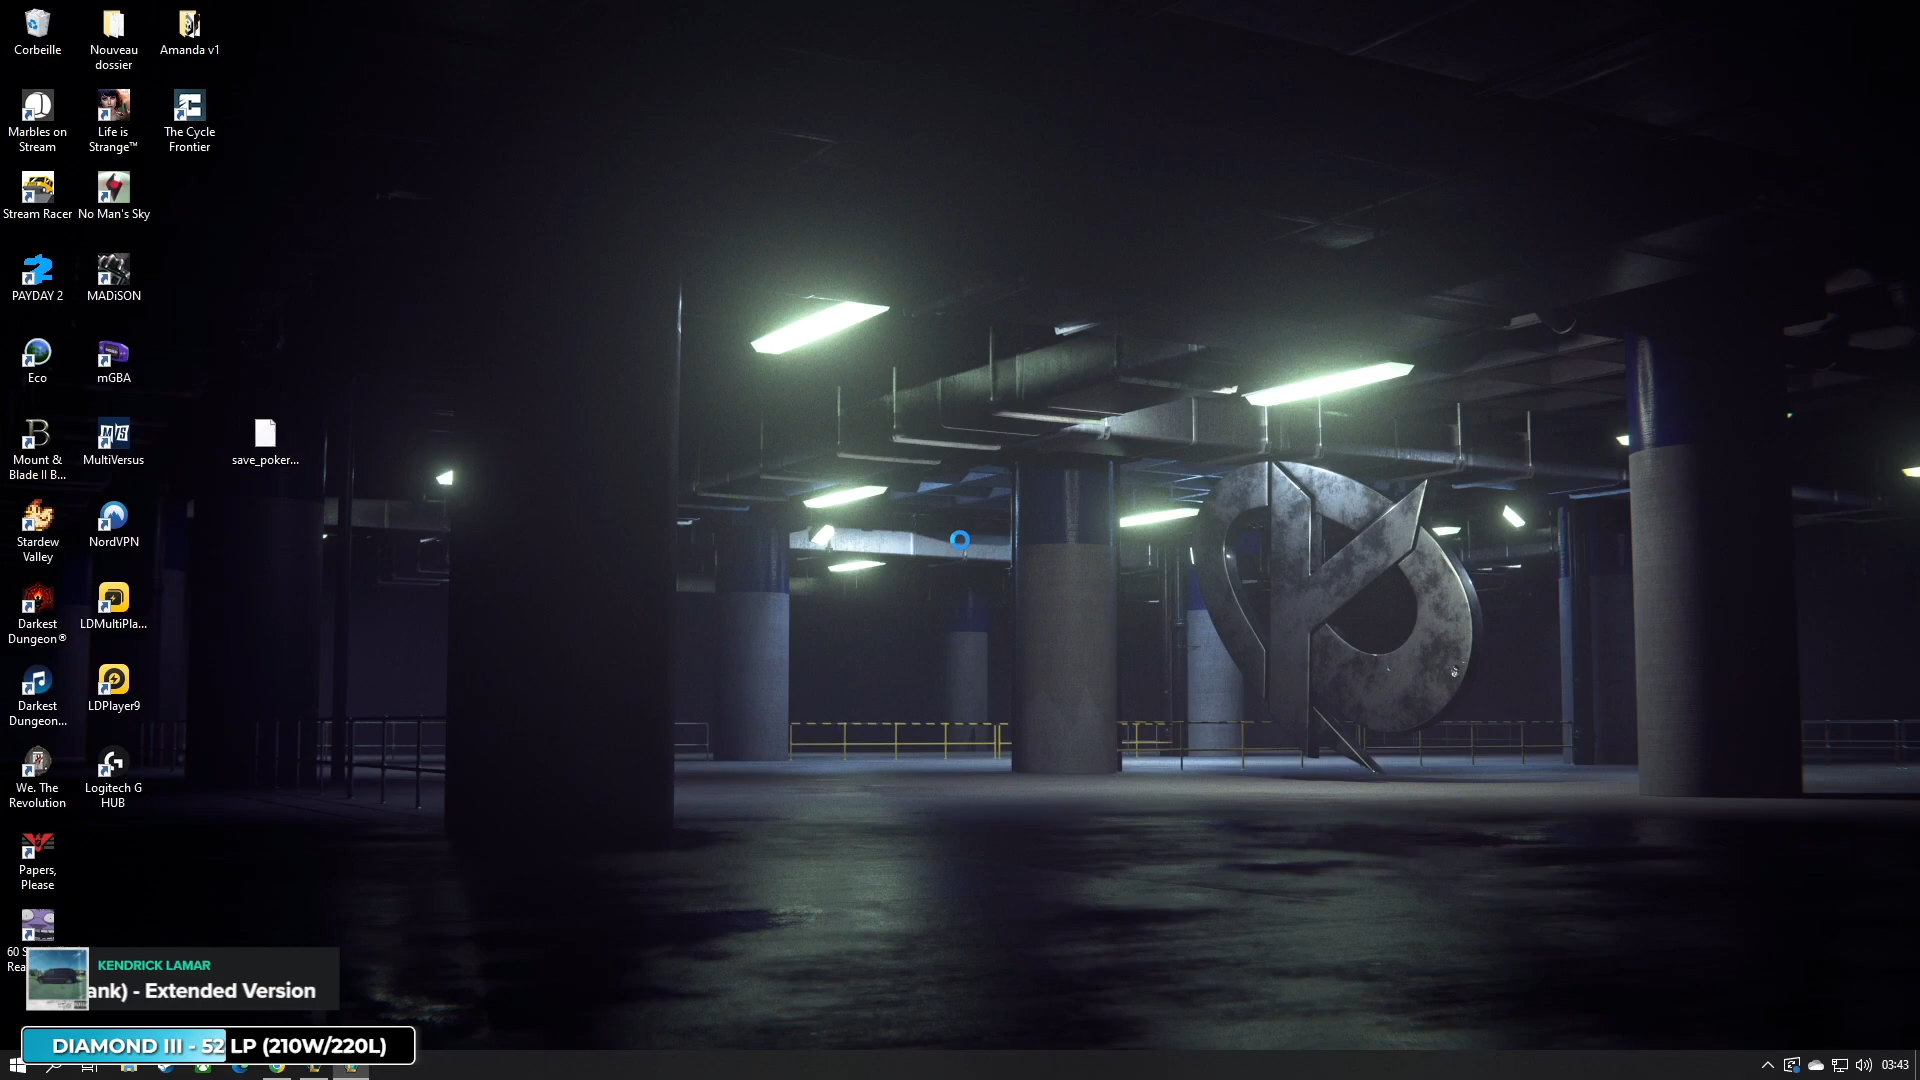 Corbeille
Nouveau
dossier
Amanda v1
Marbles on
Stream
Life is
Strange™
The Cycle
Frontier
Stream Racer
No Man's Sky
PAYDAY 2
MADiSON
Eco
mGBA
Mount &
Blade II B...
MultiVersus
save_poker...
Stardew
Valley
NordVPN
Darkest
Dungeon®
LDMultiPla...
Darkest
Dungeon...
LDPlayer9
We. The
Revolution
Logitech G
HUB
Papers,
Please
60 S
Rea
KENDRICK LAMAR
ank) - Extended Version
DIAMOND III - 52 LP (210W/220L)
03:43